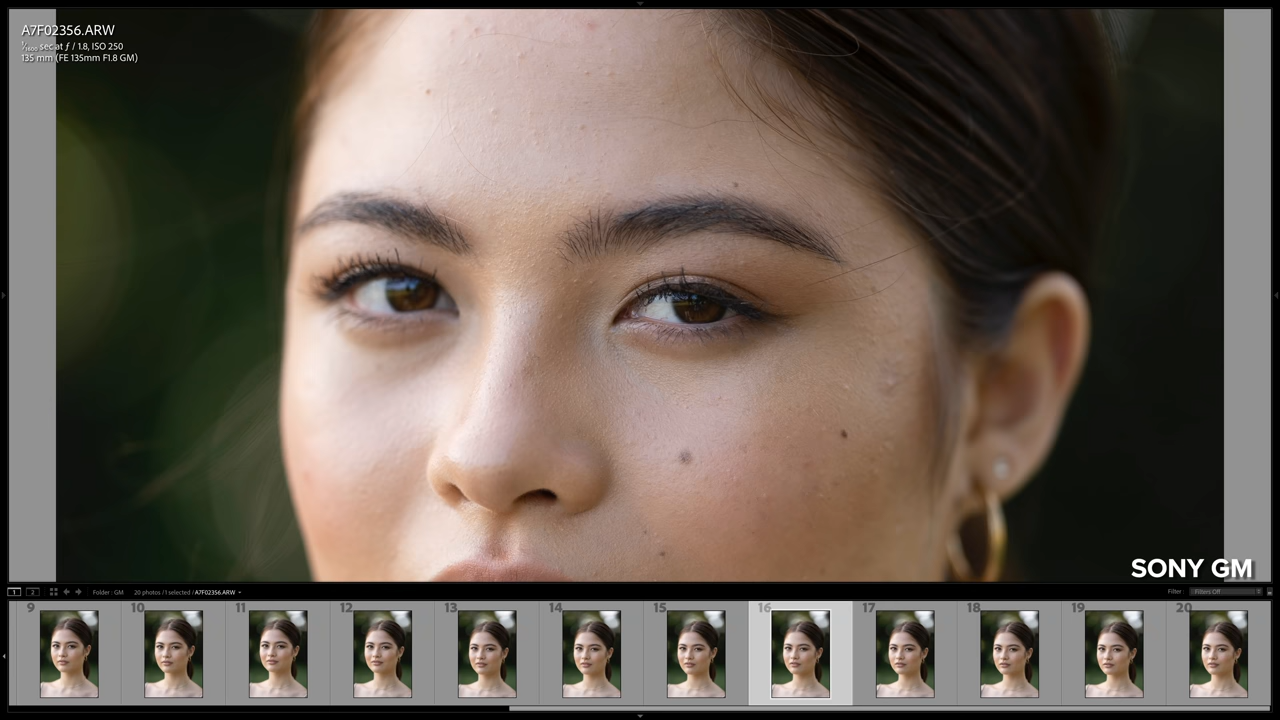 A7F02356.ARW
1/1600 sec at ƒ / 1.8, ISO 250
135 mm (FE 135mm F1.8 GM)
SONY GM
1 2 Folder : GM 20 photos / 1 selected / A7F02356.ARW Filter : Filters Off
9 10 11 12 13 14 15 16 17 18 19 20